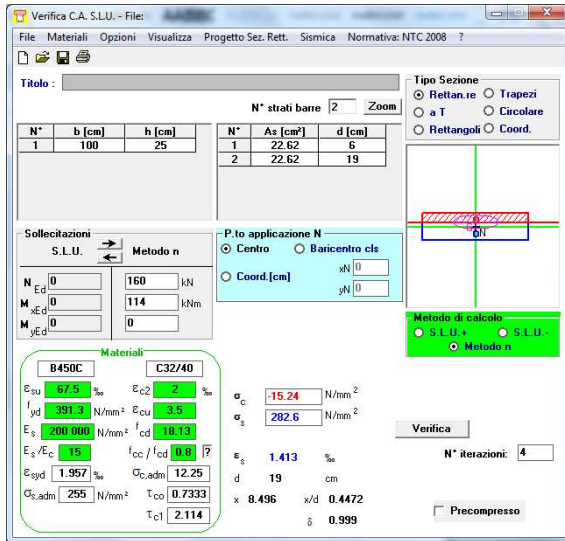 Verifica C.A. S.L.U. - File:
File Materiali Opzioni Visualizza Progetto Sez. Rett. Sismica Normativa: NTC 2008 ?
Titolo :
N° strati barre 2 Zoom
N° b [cm] h [cm]
1 100 25
N° As [cm²] d [cm]
1 22.62 6
2 22.62 19
Tipo Sezione
Rettan.re Trapezi
a T Circolare
Rettangoli Coord.
N
Sollecitazioni
S.L.U. Metodo n
N Ed 0 160 kN
M xEd 0 114 kNm
M yEd 0 0
P.to applicazione N
Centro Baricentro cls
Coord.[cm] xN 0
yN 0
Metodo di calcolo
S.L.U.+ S.L.U.-
Metodo n
Materiali
B450C C32/40
εsu 67.5 ‰ εc2 2 ‰
fyd 391.3 N/mm² εcu 3.5
Es 200 000 N/mm² fcd 18.13
Es/Ec 15 fcc / fcd 0.8 ?
εsyd 1.957 ‰ σc,adm 12.25
σs,adm 255 N/mm² τco 0.7333
τc1 2.114
σc -15.24 N/mm²
σs 282.6 N/mm²
εs 1.413 ‰
d 19 cm
x 8.496 x/d 0.4472
δ 0.999
Verifica
N° iterazioni: 4
Precompresso